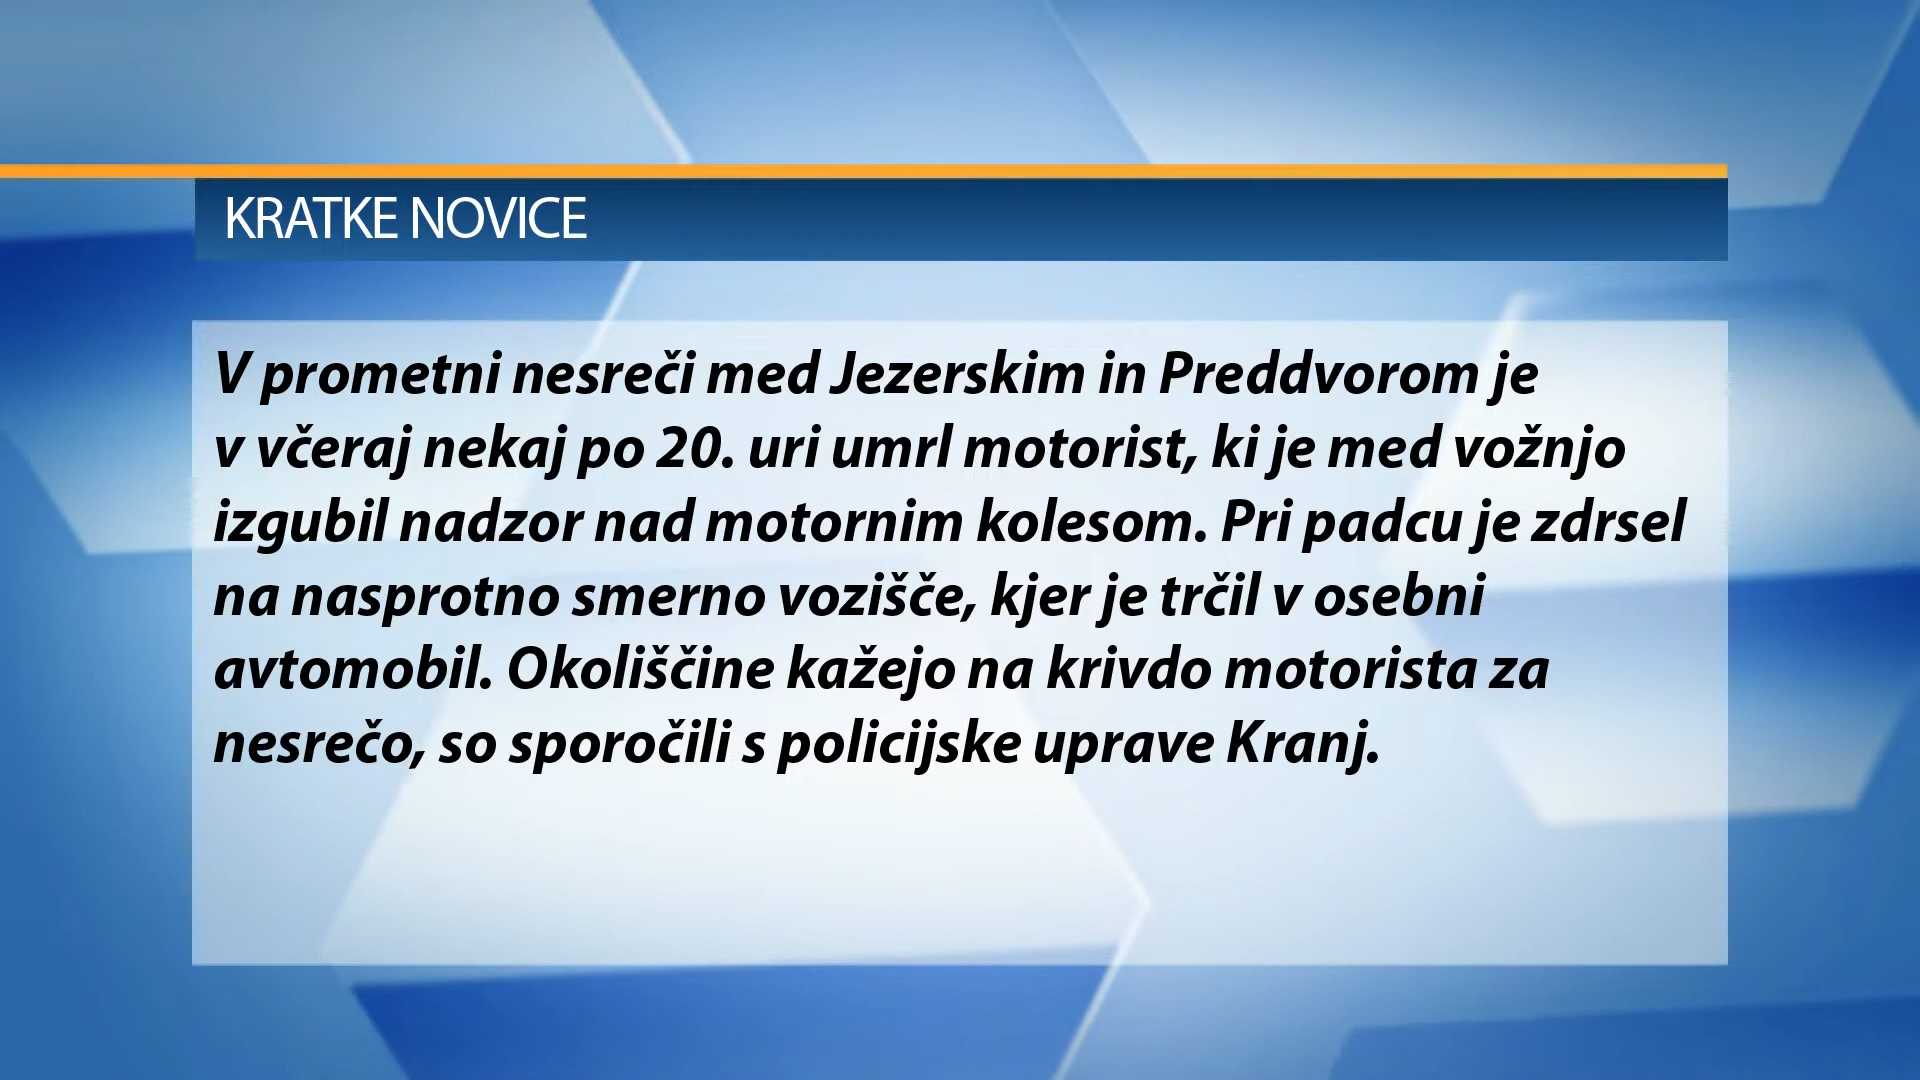 KRATKE NOVICE
V prometni nesreči med Jezerskim in Preddvorom je
v včeraj nekaj po 20. uri umrl motorist, ki je med vožnjo
izgubil nadzor nad motornim kolesom. Pri padcu je zdrsel
na nasprotno smerno vozišče, kjer je trčil v osebni
avtomobil. Okoliščine kažejo na krivdo motorista za
nesrečo, so sporočili s policijske uprave Kranj.